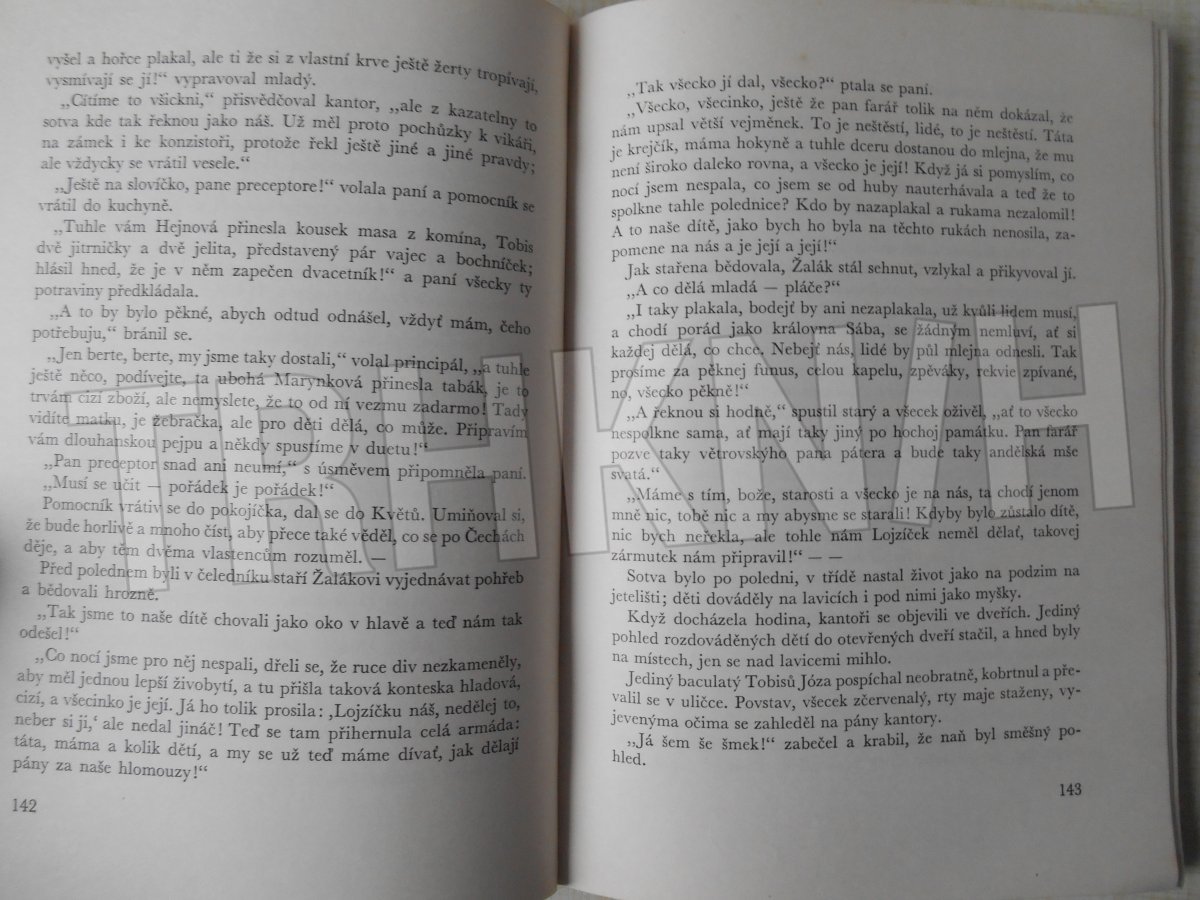 vyšel a hořce plakal, ale ti že si z vlastní krve ještě žerty tropívají,
vysmívají se jí!“ vypravoval mladý.
„Cítíme to všickni,“ přisvědčoval kantor, „ale z kazatelny to
sotva kde tak řeknou jako náš. Už měl proto pochůzky k vikáři,
na zámek i ke konzistoři, protože řekl ještě jiné a jiné pravdy;
ale vždycky se vrátil vesele.“
„Ještě na slovíčko, pane preceptore!“ volala paní a pomocník se
vrátil do kuchyně.
„Tuhle vám Hejnová přinesla kousek masa z komína, Tobis
dvě jitrničky a dvě jelita, představený pár vajec a bochníček;
hlásil hned, že je v něm zapečen dvacetník!“ a paní všecky ty
potraviny předkládala.
„A to by bylo pěkné, abych odtud odnášel, vždyť mám, čeho
potřebuju,“ bránil se.
„Jen berte, berte, my jsme taky dostali,“ volal principál, „a tuhle
ještě něco, podívejte, ta ubohá Marynková přinesla tabák, je to
trvám cizí zboží, ale nemyslete, že to od ní vezmu zadarmo! Tady
vidíte matku, je žebračka, ale pro děti dělá, co může. Připravím
vám dlouhanskou pejpu a někdy spustíme v duetu!“
„Pan preceptor snad ani neumí,“ s úsměvem připomněla paní.
„Musí se učit — pořádek je pořádek!“
Pomocník vrátiv se do pokojíčka, dal se do Květů. Umiňoval si,
že bude horlivě a mnoho číst, aby přece také věděl, co se po Čechách
děje, a aby těm dvěma vlastencům rozuměl. —
Před polednem byli v čeledníku staří Žalákovi vyjednávat pohřeb
a bědovali hrozně.
„Tak jsme to naše dítě chovali jako oko v hlavě a teď nám tak
odešel!“
„Co nocí jsme pro něj nespali, dřeli se, že ruce div nezkameněly,
aby měl jednou lepší živobytí, a tu přišla taková konteska hladová,
cizí, a všecinko je její. Já ho tolik prosila: ‚Lojzíčku náš, nedělej to,
neber si ji,‘ ale nedal jináč! Teď se tam přihernula celá armáda:
táta, máma a kolik dětí, a my se už teď máme dívat, jak dělají
pány za naše hlomouzy!“
142
„Tak všecko jí dal, všecko?“ ptala se paní.
„Všecko, všecinko, ještě že pan farář tolik na něm dokázal, že
nám upsal větší vejměnek. To je neštěstí, lidé, to je neštěstí. Táta
je krejčík, máma hokyně a tuhle dceru dostanou do mlejna, že mu
není široko daleko rovna, a všecko je její! Když já si pomyslím, co
nocí jsem nespala, co jsem se od huby nauterhávala a teď že to
spolkne tahle polednice? Kdo by nazaplakal a rukama nezalomil!
A to naše dítě, jako bych ho byla na těchto rukách nenosila, za-
pomene na nás a je její a její!“
Jak stařena bědovala, Žalák stál sehnut, vzlykal a přikyvoval jí.
„A co dělá mladá — pláče?“
„I taky plakala, bodejť by ani nezaplakala, už kvůli lidem musí,
a chodí porád jako královna Sába, se žádným nemluví, ať si
každej dělá, co chce. Nebejť nás, lidé by půl mlejna odnesli. Tak
prosíme za pěknej funus, celou kapelu, zpěváky, rekvie zpívané,
no, všecko pěkně!“
„A řeknou si hodně,“ spustil starý a všecek oživěl, „ať to všecko
nespolkne sama, ať mají taky jiný po hochoj památku. Pan farář
pozve taky větrovského pana pátera a bude taky andělská mše
svatá.“
„Máme s tím, bože, starosti a všecko je na nás, ta chodí jenom
mně nic, tobě nic a my abysme se starali! Kdyby bylo zůstalo dítě,
nic bych neřekla, ale tohle nám Lojzíček neměl dělať, takovej
zármutek nám připravil!“ — —
Sotva bylo po poledni, v třídě nastal život jako na podzim na
jetelišti; děti dováděly na lavicích i pod nimi jako myšky.
Když docházela hodina, kantoři se objevili ve dveřích. Jediný
pohled rozdováděných dětí do otevřených dveří stačil, a hned byly
na místech, jen se nad lavicemi mihlo.
Jediný baculatý Tobisů Józa pospíchal neobratně, kobrtnul a pře-
valil se v uličce. Povstav, všecek zčervenalý, rty maje staženy, vy-
jevenýma očima se zahleděl na pány kantory.
„Já šem še šmek!“ zabečel a krabil, že naň byl směšný po-
hled.
143
TRHKNVH